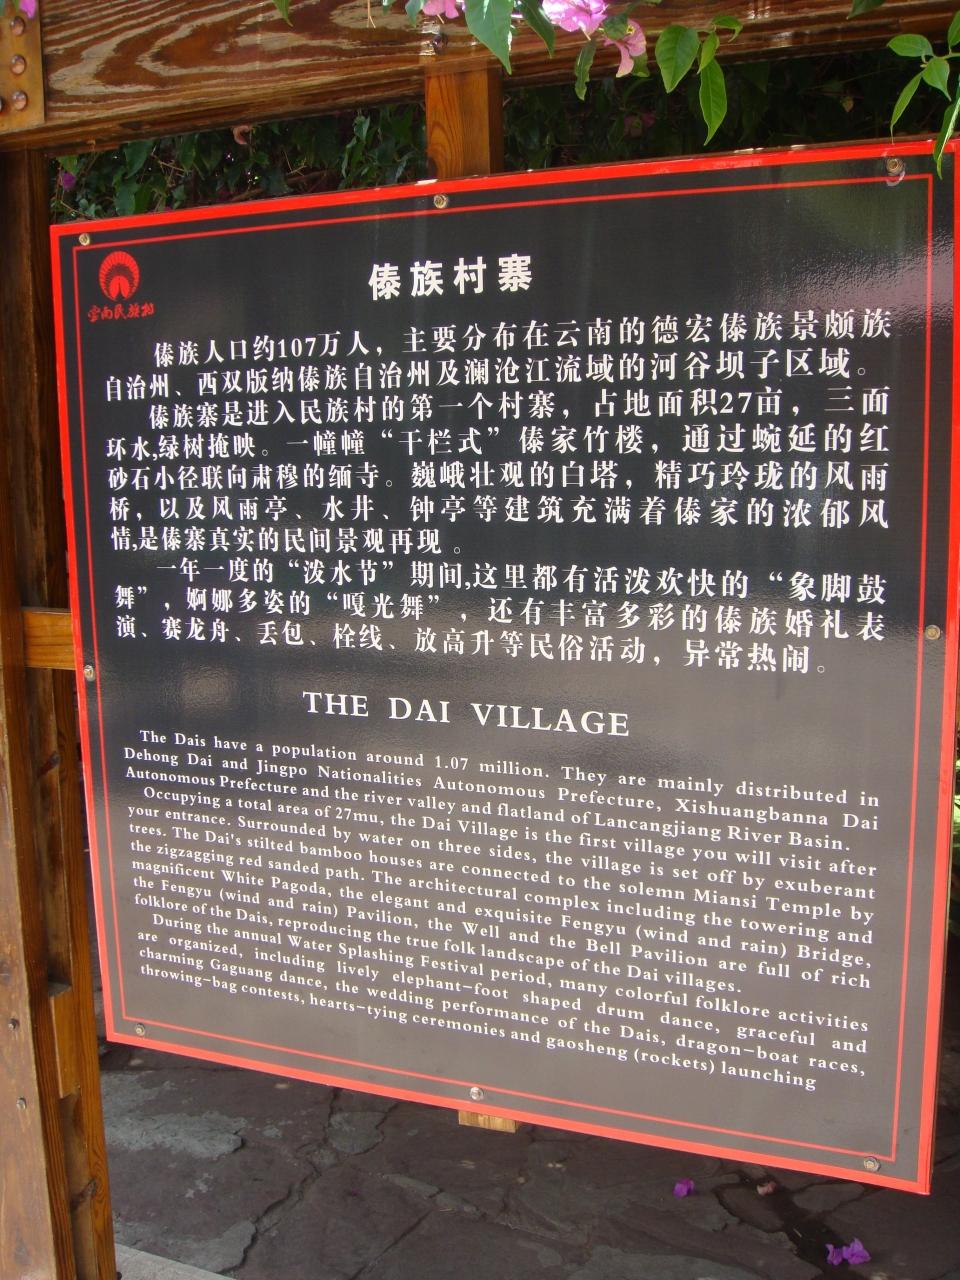 云南民族村
傣族村寨
傣族人口约107万人，主要分布在云南的德宏傣族景颇族
自治州、西双版纳傣族自治州及澜沧江流域的河谷坝子区域。
傣族寨是进入民族村的第一个村寨，占地面积27亩，三面
环水,绿树掩映。一幢幢“干栏式”傣家竹楼，通过蜿延的红
砂石小径联向肃穆的缅寺。巍峨壮观的白塔，精巧玲珑的风雨
桥，以及风雨亭、水井、钟亭等建筑充满着傣家的浓郁风
情,是傣寨真实的民间景观再现。
一年一度的“泼水节”期间,这里都有活泼欢快的“象脚鼓
舞”，婀娜多姿的“嘎光舞”，还有丰富多彩的傣族婚礼表
演、赛龙舟、丢包、栓线、放高升等民俗活动，异常热闹。
THE DAI VILLAGE
The Dais have a population around 1.07 million. They are mainly distributed in
Dehong Dai and Jingpo Nationalities Autonomous Prefecture, Xishuangbanna Dai
Autonomous Prefecture and the river valley and flatland of Lancangjiang River Basin.
Occupying a total area of 27mu, the Dai Village is the first village you will visit after
your entrance. Surrounded by water on three sides, the village is set off by exuberant
trees. The Dai's stilted bamboo houses are connected to the solemn Miansi Temple by
the zigzagging red sanded path. The architectural complex including the towering and
magnificent White Pagoda, the elegant and exquisite Fengyu (wind and rain) Bridge,
the Fengyu (wind and rain) Pavilion, the Well and the Bell Pavilion are full of rich
folklore of the Dais, reproducing the true folk landscape of the Dai villages.
During the annual Water Splashing Festival period, many colorful folklore activities
are organized, including lively elephant-foot shaped drum dance, graceful and
charming Gaguang dance, the wedding performance of the Dais, dragon-boat races,
throwing-bag contests, hearts-tying ceremonies and gaosheng (rockets) launching